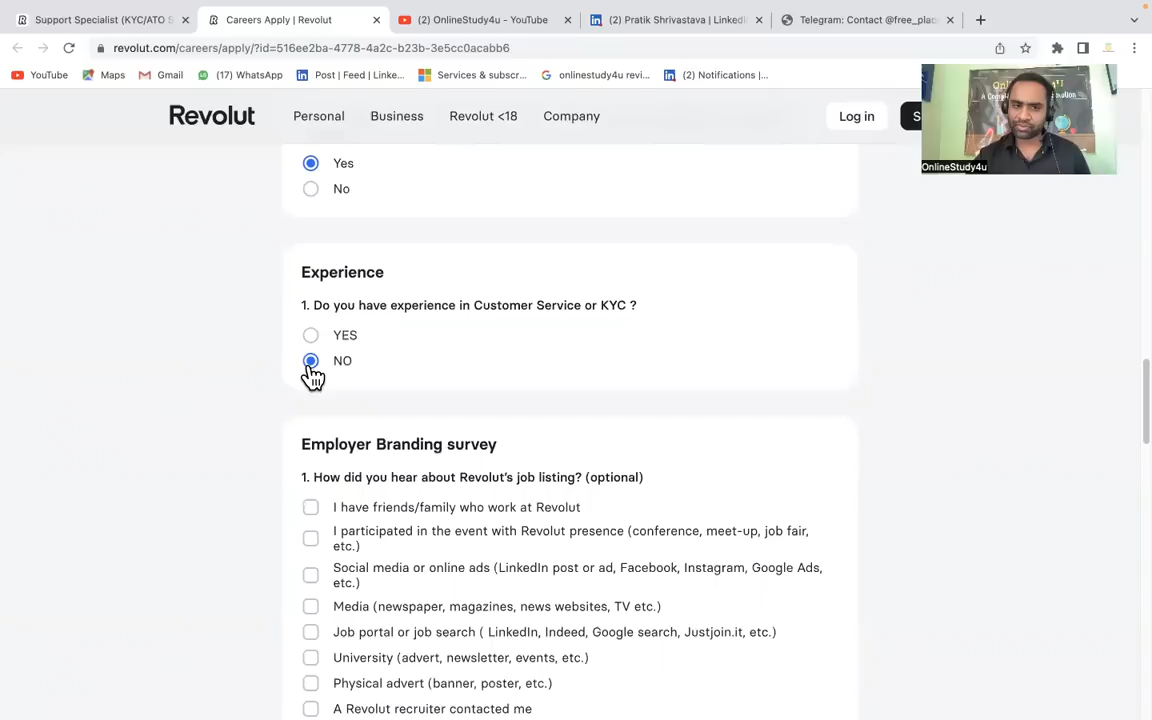 Support Specialist (KYC/ATO S
Careers Apply | Revolut
(2) OnlineStudy4u - YouTube
(2) Pratik Shrivastava | LinkedIn
Telegram: Contact @free_plac
revolut.com/careers/apply/?id=516ee2ba-4778-4a2c-b23b-3e5cc0acabb6
YouTube
Maps
Gmail
(17) WhatsApp
Post | Feed | Linke...
Services & subscr...
onlinestudy4u revi...
(2) Notifications |...
Revolut
Personal
Business
Revolut <18
Company
Log in
S
OnlineStudy4u
Yes
No
Experience
1. Do you have experience in Customer Service or KYC ?
YES
NO
Employer Branding survey
1. How did you hear about Revolut's job listing? (optional)
I have friends/family who work at Revolut
I participated in the event with Revolut presence (conference, meet-up, job fair,
etc.)
Social media or online ads (LinkedIn post or ad, Facebook, Instagram, Google Ads,
etc.)
Media (newspaper, magazines, news websites, TV etc.)
Job portal or job search ( LinkedIn, Indeed, Google search, Justjoin.it, etc.)
University (advert, newsletter, events, etc.)
Physical advert (banner, poster, etc.)
A Revolut recruiter contacted me